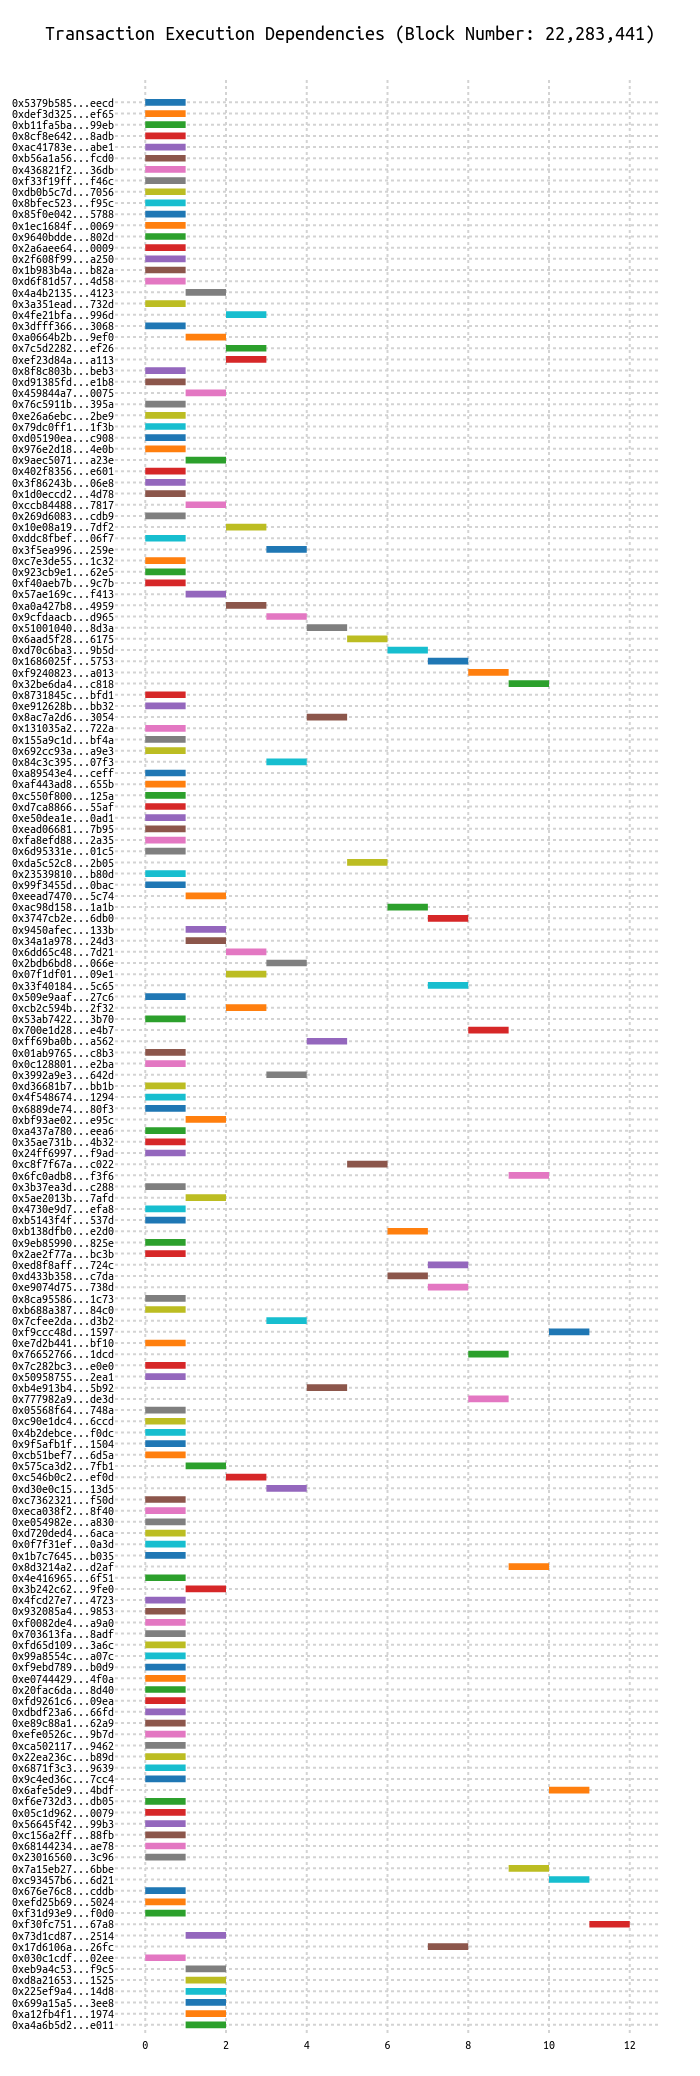 Transaction Execution Dependencies (Block Number: 22,283,441)
0x5379b585...eecd
0xdef3d325...ef65
0xb11fa5ba...99eb
0x8cf8e642...8adb
0xac41783e...abe1
0xb56a1a56...fcd0
0x436821f2...36db
0xf33f19ff...f46c
0xdb0b5c7d...7056
0x8bfec523...f95c
0x85f0e042...5788
0x1ec1684f...0069
0x9640bdde...802d
0x2a6aee64...0009
0x2f608f99...a250
0x1b983b4a...b82a
0xd6f81d57...4d58
0x4a4b2135...4123
0x3a351ead...732d
0x4fe21bfa...996d
0x3dfff366...3068
0xa0664b2b...9ef0
0x7c5d2282...ef26
0xef23d84a...a113
0x8f8c803b...beb3
0xd91385fd...e1b8
0x459844a7...0075
0x76c5911b...395a
0xe26a6ebc...2be9
0x79dc0ff1...1f3b
0xd05190ea...c908
0x976e2d18...4e0b
0x9aec5071...a23e
0x402f8356...e601
0x3f86243b...06e8
0x1d0eccd2...4d78
0xccb84488...7817
0x269d6083...cdb9
0x10e08a19...7df2
0xddc8fbef...06f7
0x3f5ea996...259e
0xc7e3de55...1c32
0x923cb9e1...62e5
0xf40aeb7b...9c7b
0x57ae169c...f413
0xa0a427b8...4959
0x9cfdaacb...d965
0x51001040...8d3a
0x6aad5f28...6175
0xd70c6ba3...9b5d
0x1686025f...5753
0xf9240823...a013
0x32be6da4...c818
0x8731845c...bfd1
0xe912628b...bb32
0x8ac7a2d6...3054
0x131035a2...722a
0x155a9c1d...bf4a
0x692cc93a...a9e3
0x84c3c395...07f3
0xa89543e4...ceff
0xaf443ad8...655b
0xc550f800...125a
0xd7ca8866...55af
0xe50dea1e...0ad1
0xead06681...7b95
0xfa8efd88...2a35
0x6d95331e...01c5
0xda5c52c8...2b05
0x23539810...b80d
0x99f3455d...0bac
0xeead7470...5c74
0xac98d158...1a1b
0x3747cb2e...6db0
0x9450afec...133b
0x34a1a978...24d3
0x6dd65c48...7d21
0x2bdb6bd8...066e
0x07f1df01...09e1
0x33f40184...5c65
0x509e9aaf...27c6
0xcb2c594b...2f32
0x53ab7422...3b70
0x700e1d28...e4b7
0xff69ba0b...a562
0x01ab9765...c8b3
0x0c128801...e2ba
0x3992a9e3...642d
0xd36681b7...bb1b
0x4f548674...1294
0x6889de74...80f3
0xbf93ae02...e95c
0xa437a780...eea6
0x35ae731b...4b32
0x24ff6997...f9ad
0xc8f7f67a...c022
0x6fc0adb8...f3f6
0x3b37ea3d...c288
0x5ae2013b...7afd
0x4730e9d7...efa8
0xb5143f4f...537d
0xb138dfb0...e2d0
0x9eb85990...825e
0x2ae2f77a...bc3b
0xed8f8aff...724c
0xd433b358...c7da
0xe9074d75...738d
0x8ca95586...1c73
0xb688a387...84c0
0x7cfee2da...d3b2
0xf9ccc48d...1597
0xe7d2b441...bf10
0x76652766...1dcd
0x7c282bc3...e0e0
0x50958755...2ea1
0xb4e913b4...5b92
0x777982a9...de3d
0x05568f64...748a
0xc90e1dc4...6ccd
0x4b2debce...f0dc
0x9f5afb1f...1504
0xcb51bef7...6d5a
0x575ca3d2...7fb1
0xc546b0c2...ef0d
0xd30e0c15...13d5
0xc7362321...f50d
0xeca038f2...8f40
0xe054982e...a830
0xd720ded4...6aca
0x0f7f31ef...0a3d
0x1b7c7645...b035
0x8d3214a2...d2af
0x4e416965...6f51
0x3b242c62...9fe0
0x4fcd27e7...4723
0x932085a4...9853
0xf0082de4...a9a0
0x703613fa...8adf
0xfd65d109...3a6c
0x99a8554c...a07c
0xf9ebd789...b0d9
0xe0744429...4f0a
0x20fac6da...8d40
0xfd9261c6...09ea
0xdbdf23a6...66fd
0xe89c88a1...62a9
0xefe0526c...9b7d
0xca502117...9462
0x22ea236c...b89d
0x6871f3c3...9639
0x9c4ed36c...7cc4
0x6afe5de9...4bdf
0xf6e732d3...db05
0x05c1d962...0079
0x56645f42...99b3
0xc156a2ff...88fb
0x68144234...ae78
0x23016560...3c96
0x7a15eb27...6bbe
0xc93457b6...6d21
0x676e76c8...cddb
0xefd25b69...5024
0xf31d93e9...f0d0
0xf30fc751...67a8
0x73d1cd87...2514
0x17d6106a...26fc
0x030c1cdf...02ee
0xeb9a4c53...f9c5
0xd8a21653...1525
0x225ef9a4...14d8
0x699a15a5...3ee8
0xa12fb4f1...1974
0xa4a6b5d2...e011
0 2 4 6 8 10 12